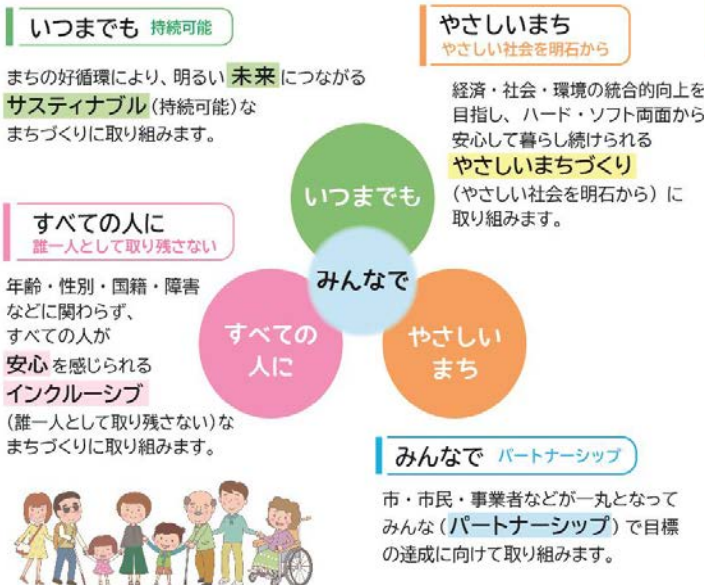 いつまでも 持続可能
まちの好循環により、明るい未来につながる
サスティナブル(持続可能)な
まちづくりに取り組みます。
やさしいまち
やさしい社会を明石から
経済・社会・環境の統合的向上を
目指し、ハード・ソフト両面から
安心して暮らし続けられる
やさしいまちづくり
(やさしい社会を明石から)に
取り組みます。
すべての人に
誰一人として取り残さない
年齢・性別・国籍・障害
などに関わらず、
すべての人が
安心を感じられる
インクルーシブ
(誰一人として取り残さない)な
まちづくりに取り組みます。
いつまでも
みんなで
すべての
人に
やさしい
まち
みんなで パートナーシップ
市・市民・事業者などが一丸となって
みんな(パートナーシップ)で目標
の達成に向けて取り組みます。